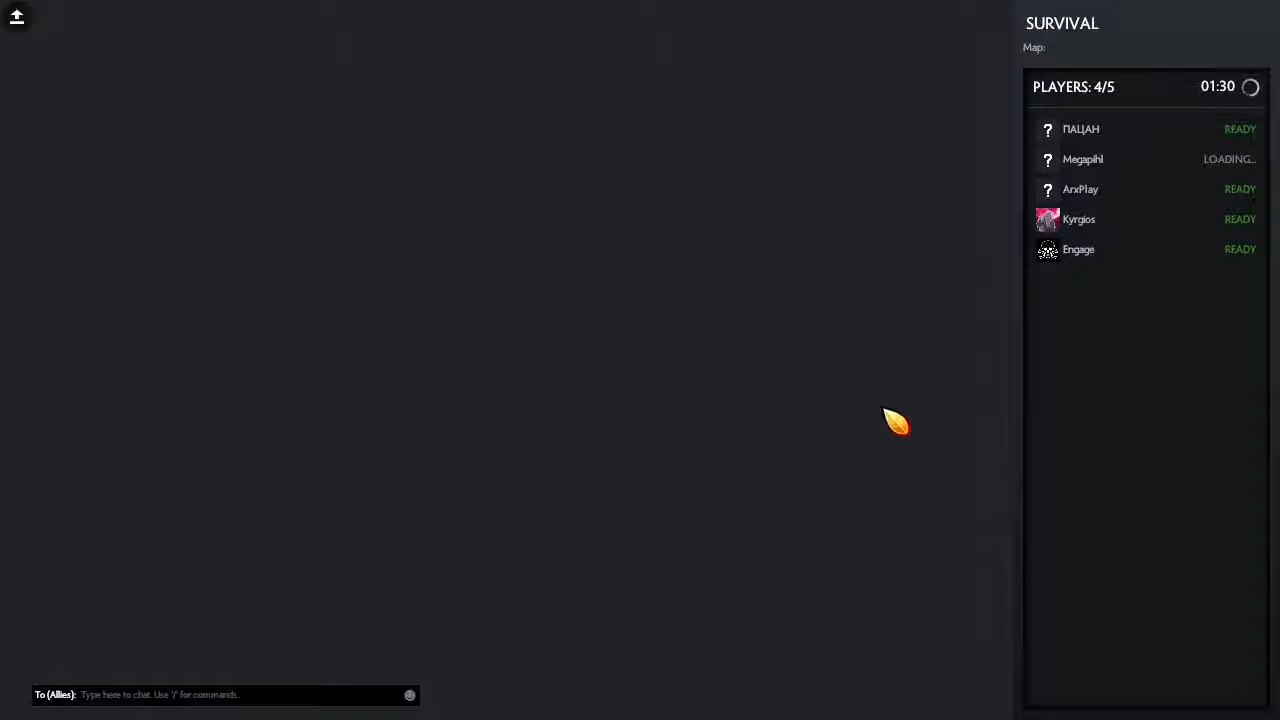 SURVIVAL
Map:
PLAYERS: 4/5 01:30
? ПАЦАН READY
? Megapihl LOADING...
? ArxPlay READY
Kyrgios READY
Engage READY
To (Allies): Type here to chat. Use '/' for commands.